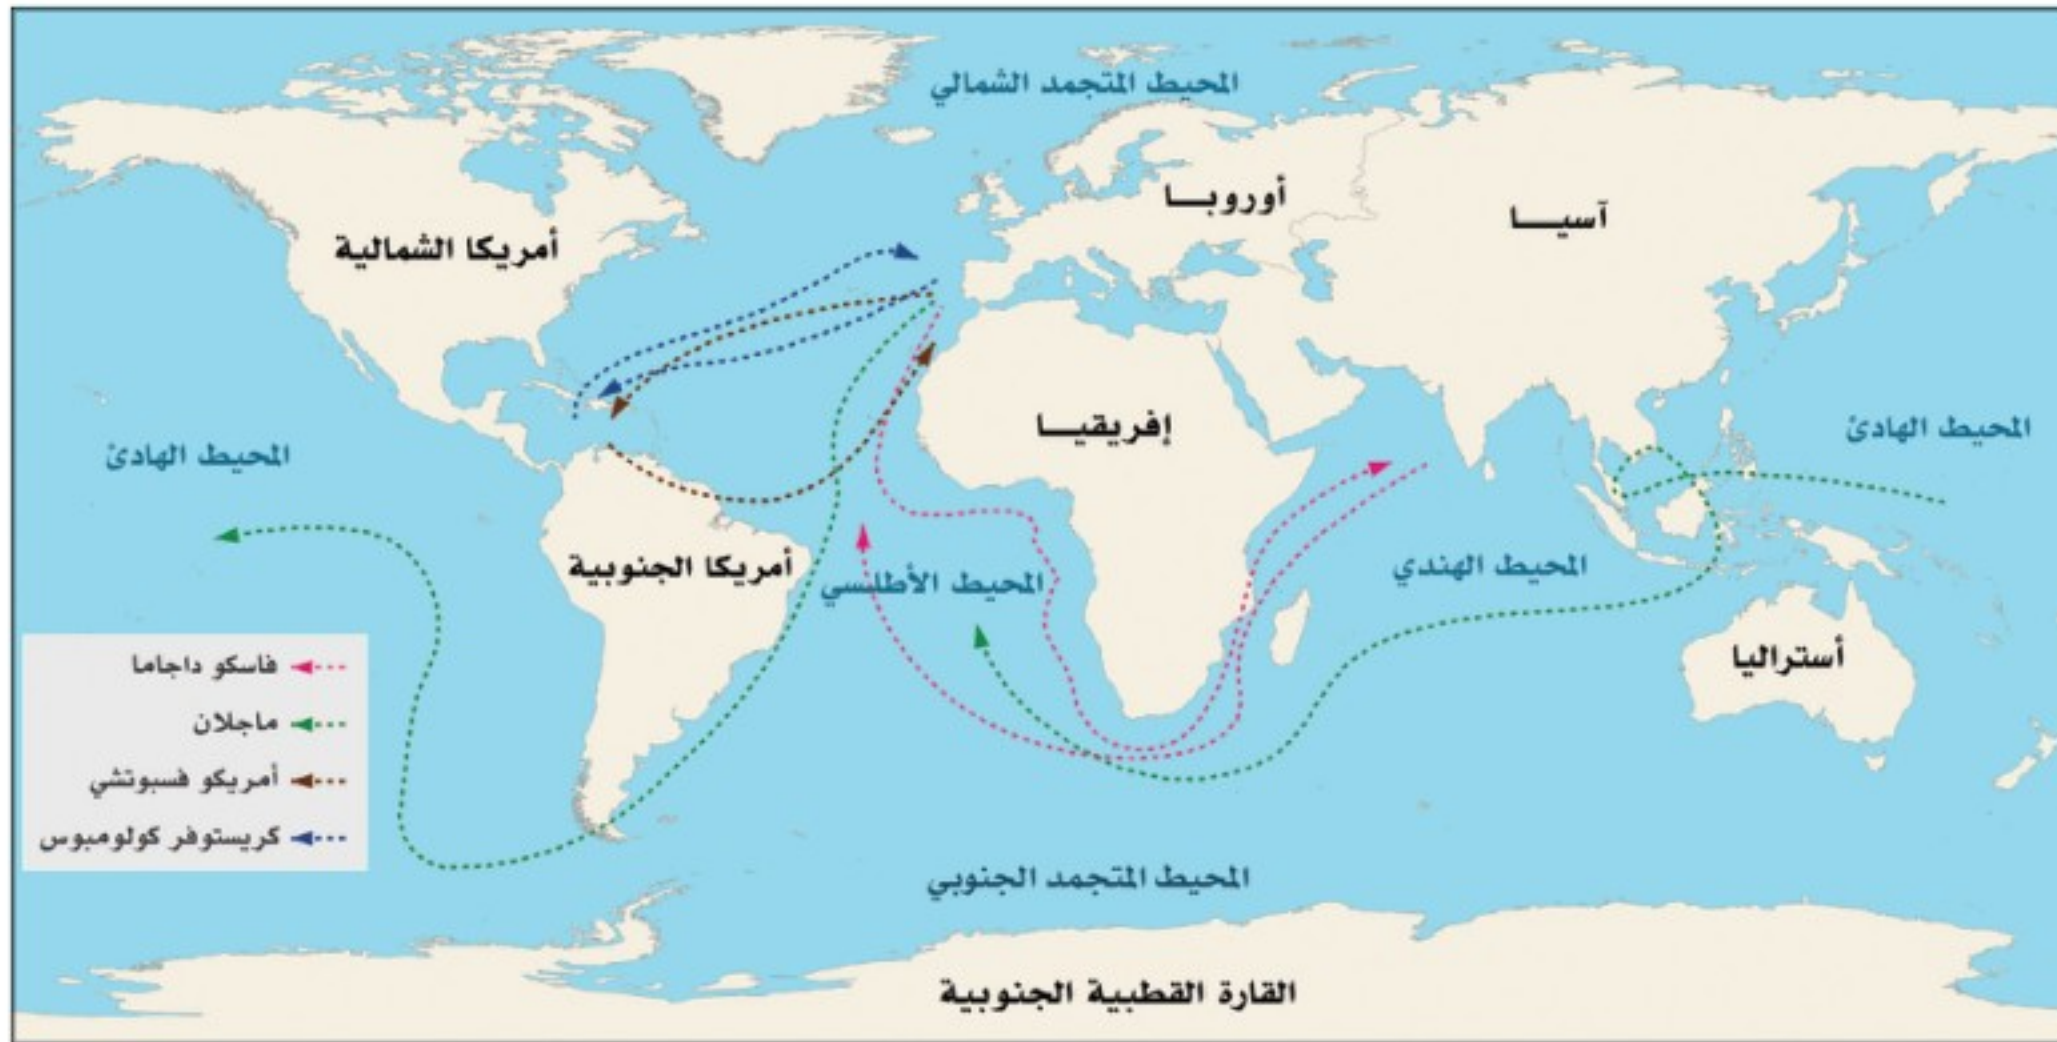 المحيط المتجمد الشمالي
أوروبـــا
آسيـــا
أمريكا الشمالية
إفريقيـــا
المحيط الهادئ
المحيط الهادئ
المحيط الهندي
المحيط الأطلسي
أمريكا الجنوبية
أستراليا
فاسكو داجاما
ماجلان
أمريكو فسبوتشي
كريستوفر كولومبوس
المحيط المتجمد الجنوبي
القارة القطبية الجنوبية